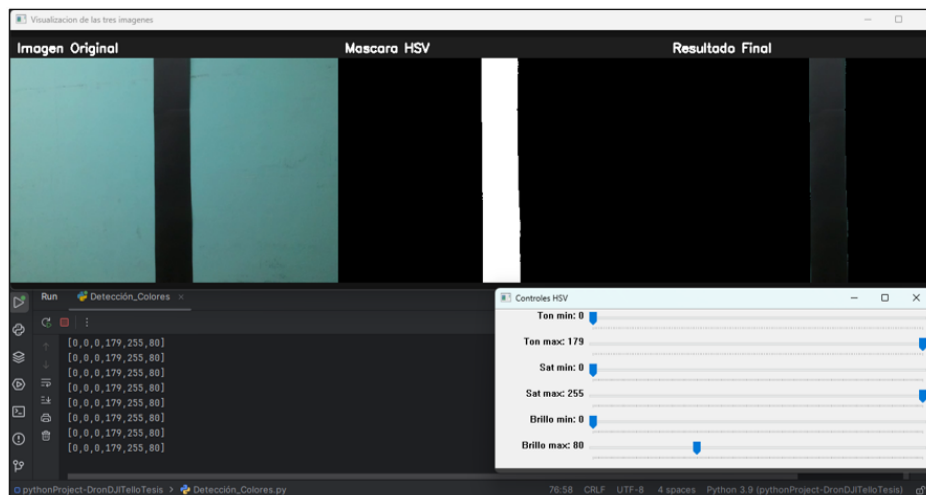 Visualizacion de las tres imagenes
Imagen Original
Mascara HSV
Resultado Final
Run
Detección_Colores
[0,0,0,179,255,80]
[0,0,0,179,255,80]
[0,0,0,179,255,80]
[0,0,0,179,255,80]
[0,0,0,179,255,80]
[0,0,0,179,255,80]
[0,0,0,179,255,80]
[0,0,0,179,255,80]
Controles HSV
Ton min: 0
Ton max: 179
Sat min: 0
Sat max: 255
Brillo min: 0
Brillo max: 80
pythonProject-DronDJITelloTesis > Detección_Colores.py
76:58 CRLF UTF-8 4 spaces Python 3.9 (pythonProject-DronDJITelloTesis)